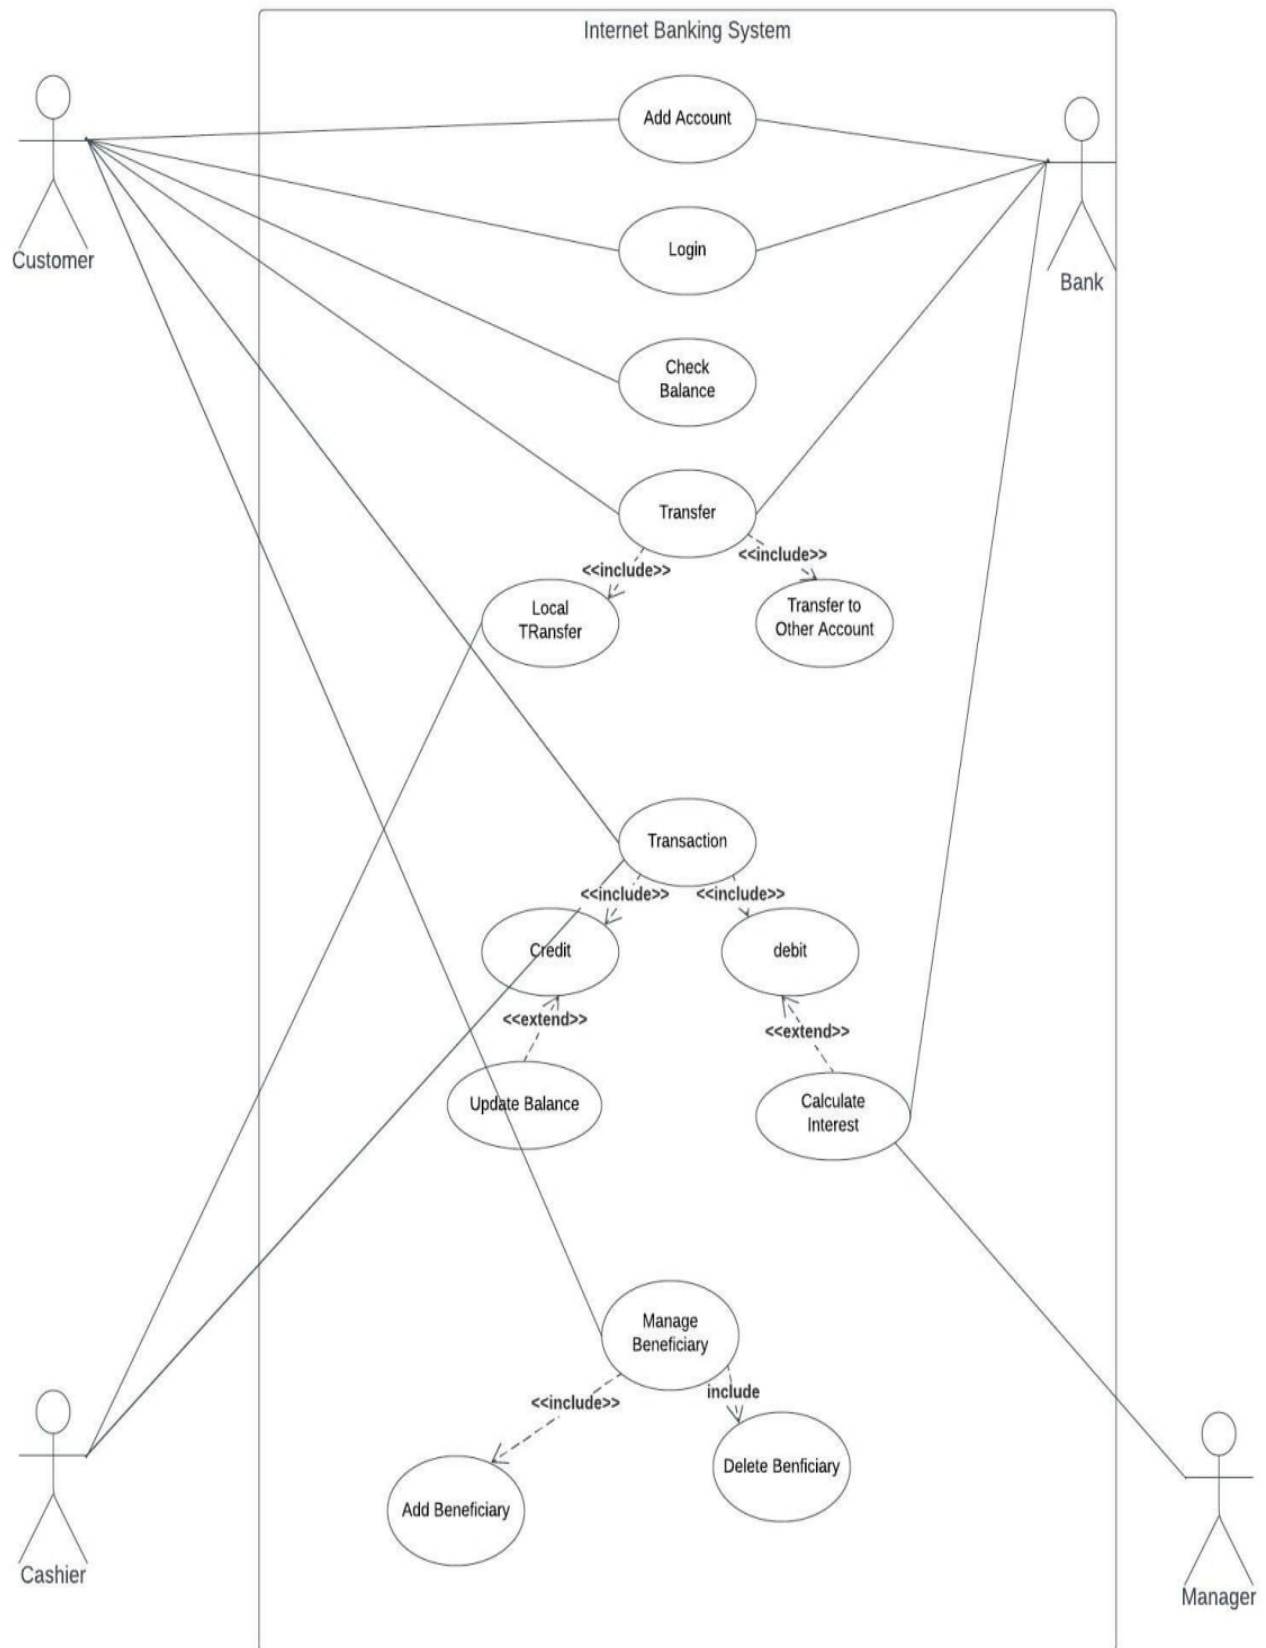 Internet Banking System
Add Account
Customer
Login
Bank
Check
Balance
Transfer
<<include>>
<<include>>
Local
TRansfer
Transfer to
Other Account
Transaction
<<include>>
<<include>>
Credit
debit
<<extend>>
<<extend>>
Update Balance
Calculate
Interest
Manage
Beneficiary
<<include>>
include
Add Beneficiary
Delete Benficiary
Cashier
Manager